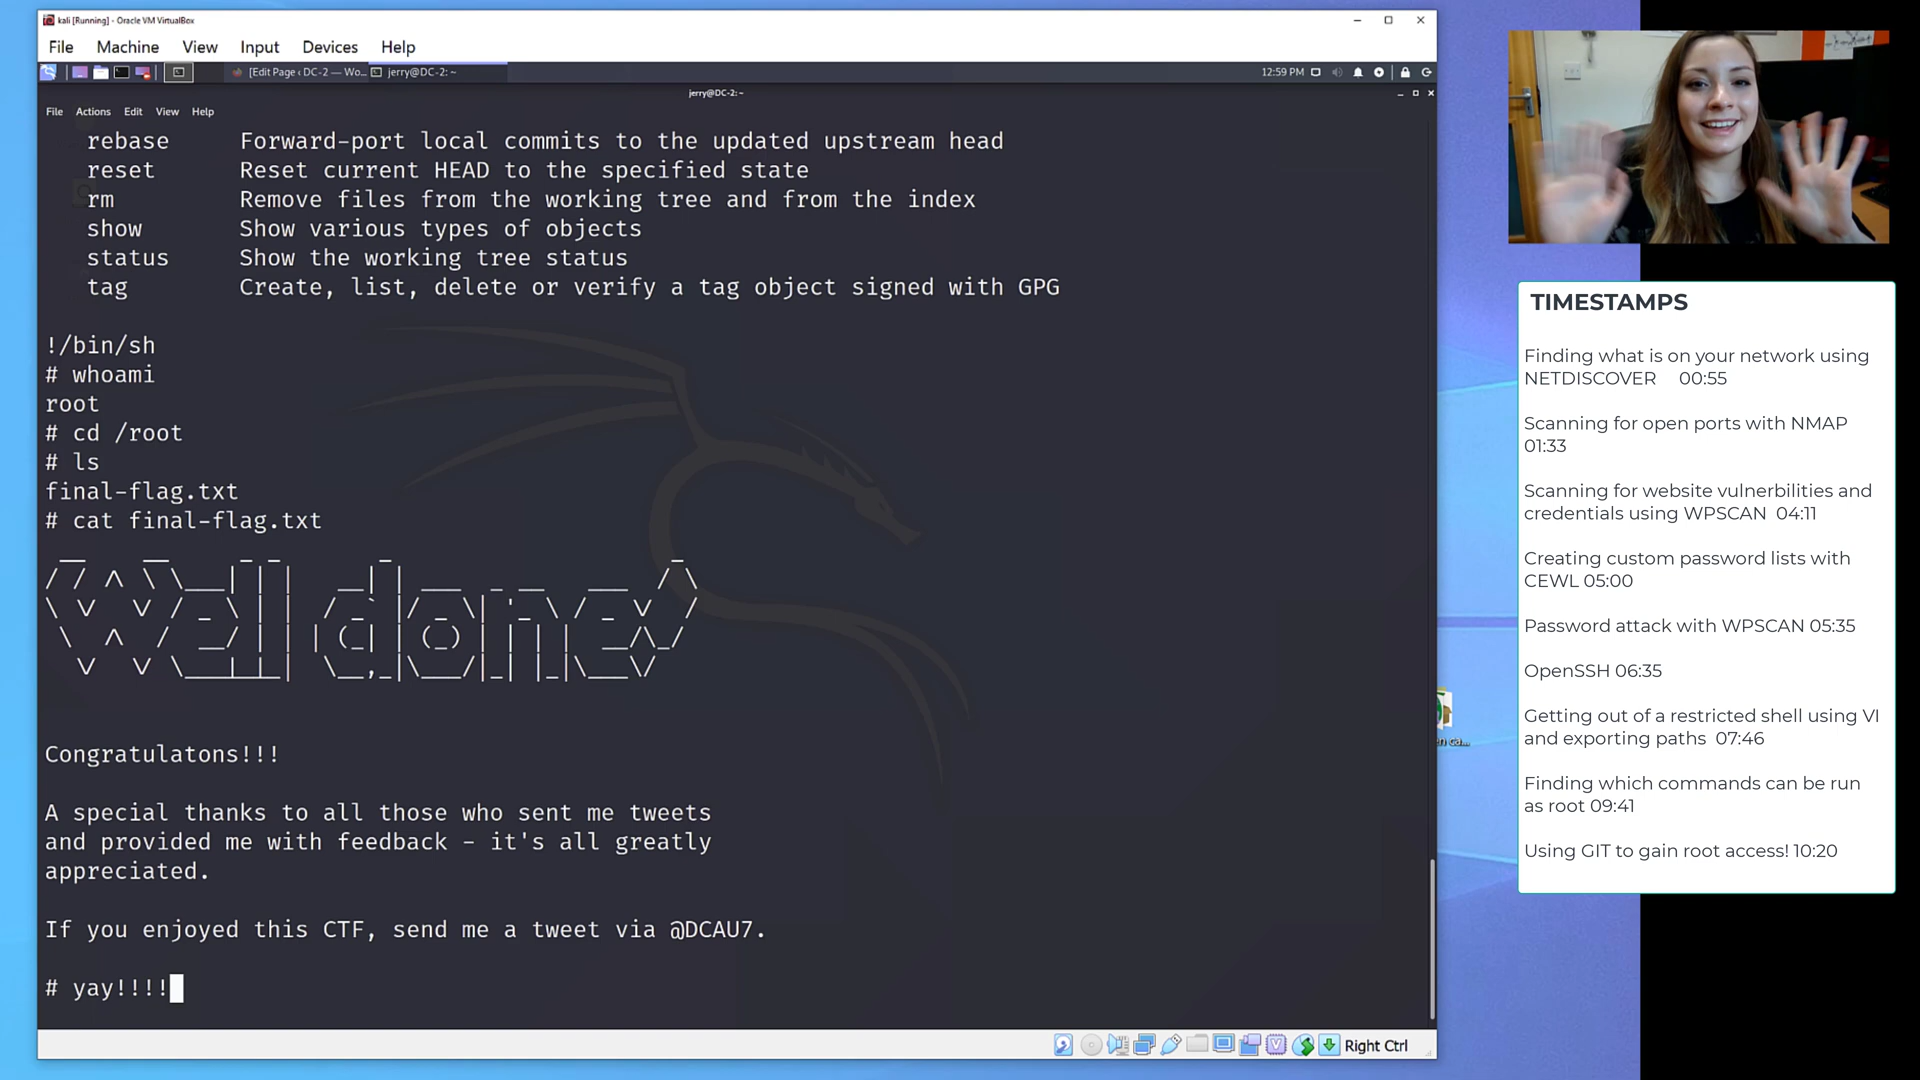 kali [Running] - Oracle VM VirtualBox
File Machine View Input Devices Help
[Edit Page ‹ DC-2 — Wo... jerry@DC-2: ~ 12:59 PM
jerry@DC-2: ~
File Actions Edit View Help
rebase Forward-port local commits to the updated upstream head
reset Reset current HEAD to the specified state
rm Remove files from the working tree and from the index
show Show various types of objects
status Show the working tree status
tag Create, list, delete or verify a tag object signed with GPG
!/bin/sh
# whoami
root
# cd /root
# ls
final-flag.txt
# cat final-flag.txt
Well done!
Congratulatons!!!
A special thanks to all those who sent me tweets
and provided me with feedback - it's all greatly
appreciated.
If you enjoyed this CTF, send me a tweet via @DCAU7.
# yay!!!!
Right Ctrl
TIMESTAMPS
Finding what is on your network using
NETDISCOVER 00:55
Scanning for open ports with NMAP
01:33
Scanning for website vulnerbilities and
credentials using WPSCAN 04:11
Creating custom password lists with
CEWL 05:00
Password attack with WPSCAN 05:35
OpenSSH 06:35
Getting out of a restricted shell using VI
and exporting paths 07:46
Finding which commands can be run
as root 09:41
Using GIT to gain root access! 10:20